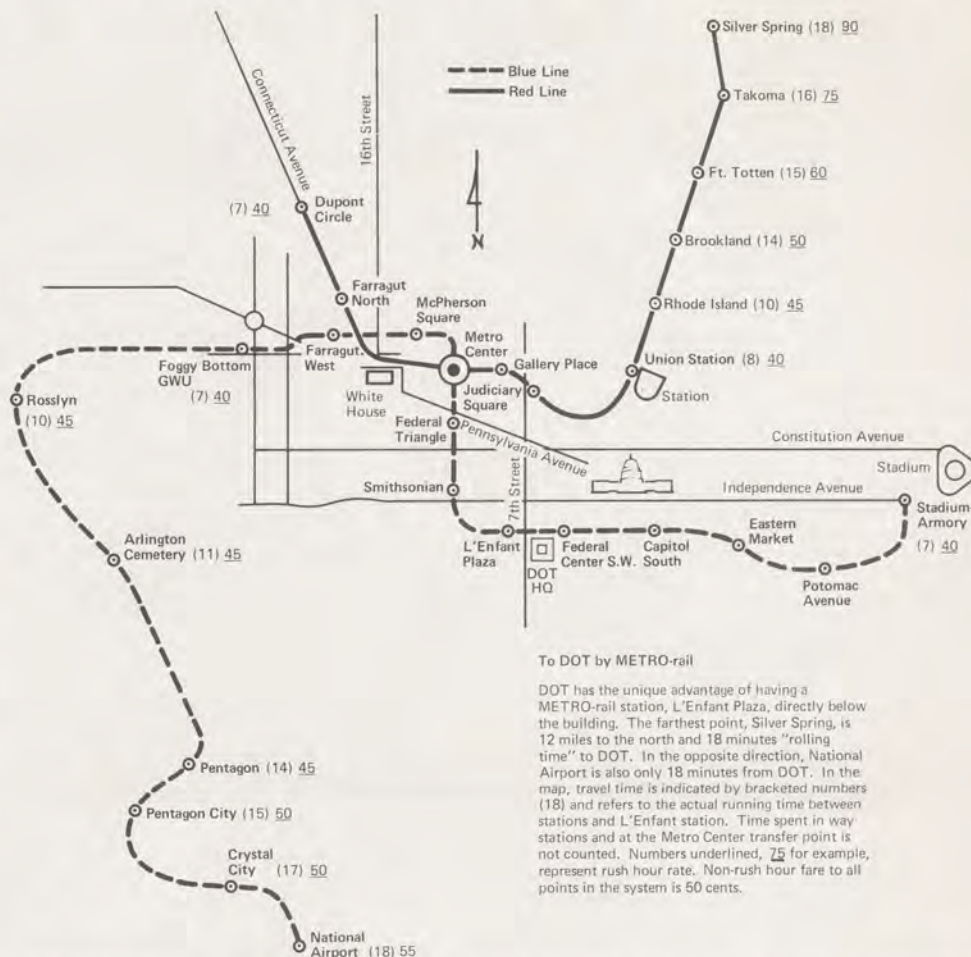 Silver Spring (18) 90
Blue Line
Red Line
Takoma (16) 75
Connecticut Avenue
16th Street
Ft. Totten (15) 60
(7) 40
Dupont
Circle
N
Brookland (14) 50
Farragut
North
McPherson
Square
Rhode Island (10) 45
Metro
Center
Farragut
West
Gallery Place
Union Station (8) 40
Foggy Bottom
GWU
(7) 40
White
House
Judiciary
Square
Station
Rosslyn
(10) 45
Federal
Triangle
Pennsylvania Avenue
Constitution Avenue
Stadium
7th Street
Smithsonian
Independence Avenue
Stadium-
Armory
(7) 40
L'Enfant
Plaza
DOT
HQ
Federal
Center S.W.
Capitol
South
Eastern
Market
Potomac
Avenue
Arlington
Cemetery (11) 45
To DOT by METRO-rail
DOT has the unique advantage of having a
METRO-rail station, L'Enfant Plaza, directly below
the building. The farthest point, Silver Spring, is
12 miles to the north and 18 minutes "rolling
time" to DOT. In the opposite direction, National
Airport is also only 18 minutes from DOT. In the
map, travel time is indicated by bracketed numbers
(18) and refers to the actual running time between
stations and L'Enfant station. Time spent in way
stations and at the Metro Center transfer point is
not counted. Numbers underlined, 75 for example,
represent rush hour rate. Non-rush hour fare to all
points in the system is 50 cents.
Pentagon (14) 45
Pentagon City (15) 50
Crystal
City
(17) 50
National
Airport (18) 55